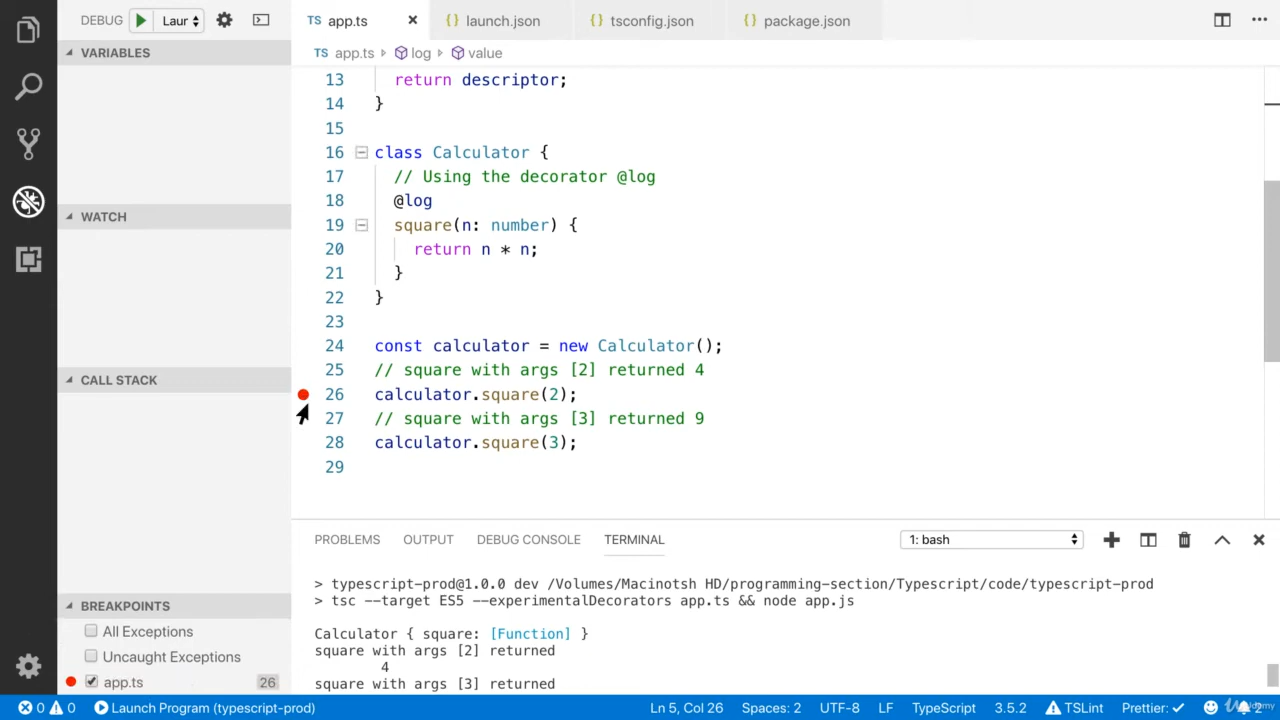 DEBUG Laur TS app.ts {} launch.json {} tsconfig.json {} package.json
VARIABLES
TS app.ts log value
13 return descriptor;
14 }
15
16 class Calculator {
17 // Using the decorator @log
18 @log
19 square(n: number) {
20 return n * n;
21 }
22 }
23
24 const calculator = new Calculator();
25 // square with args [2] returned 4
26 calculator.square(2);
27 // square with args [3] returned 9
28 calculator.square(3);
29
WATCH
CALL STACK
BREAKPOINTS
All Exceptions
Uncaught Exceptions
app.ts 26
PROBLEMS OUTPUT DEBUG CONSOLE TERMINAL 1: bash
> typescript-prod@1.0.0 dev /Volumes/Macinotsh HD/programming-section/Typescript/code/typescript-prod
> tsc --target ES5 --experimentalDecorators app.ts && node app.js
Calculator { square: [Function] }
square with args [2] returned
4
square with args [3] returned
0 0 Launch Program (typescript-prod) Ln 5, Col 26 Spaces: 2 UTF-8 LF TypeScript 3.5.2 TSLint Prettier: 2